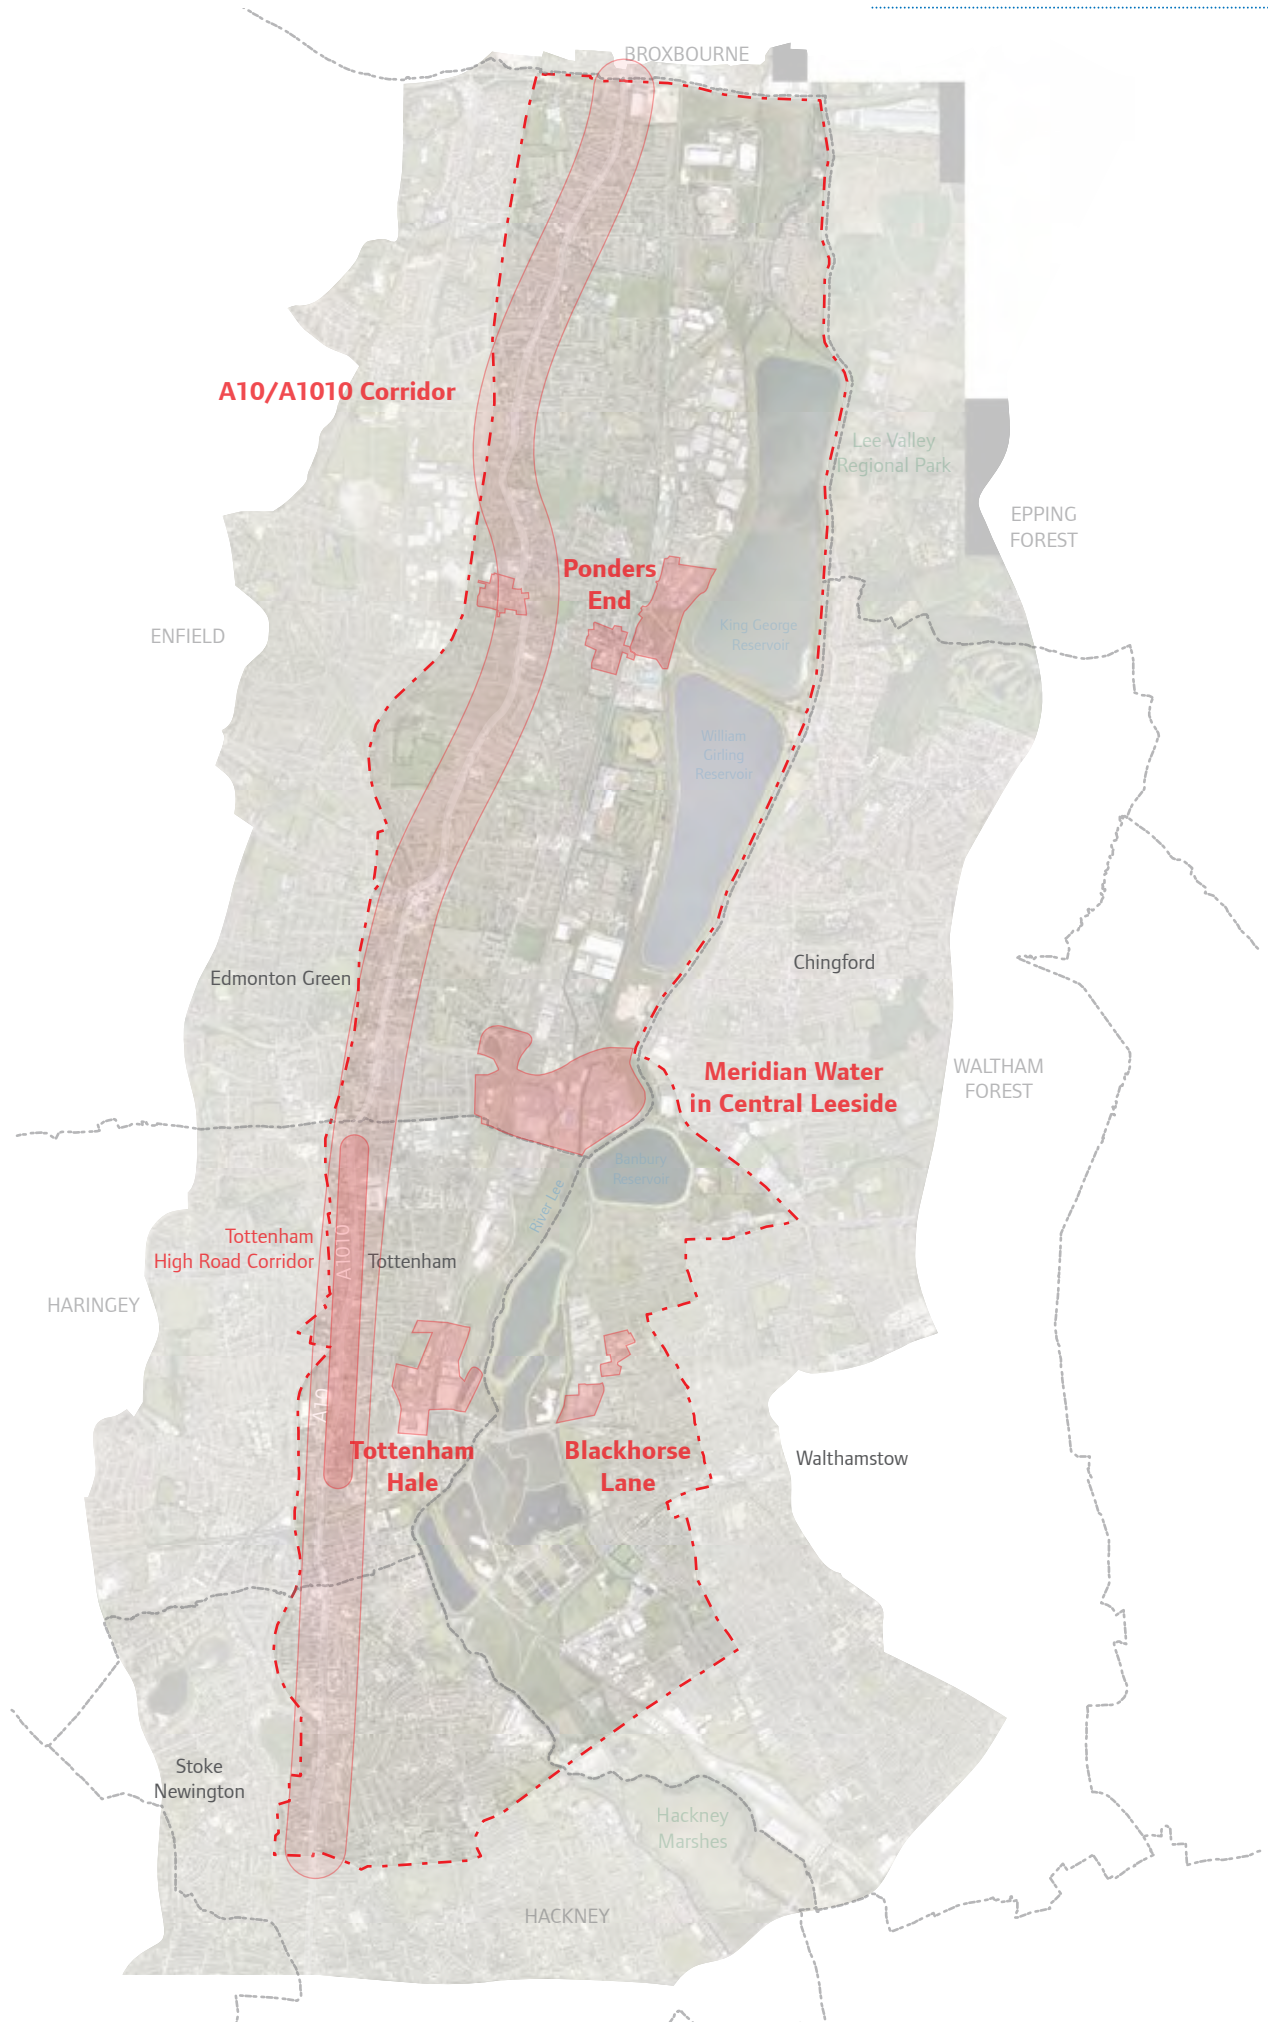 BROXBOURNE
A10/A1010 Corridor
Lee Valley
Regional Park
EPPING
FOREST
Ponders
End
ENFIELD
King George
Reservoir
William
Girling
Reservoir
Chingford
Edmonton Green
Meridian Water
in Central Leeside
WALTHAM
FOREST
Banbury
Reservoir
River Lee
Tottenham
High Road Corridor
A1010
Tottenham
HARINGEY
A10
Tottenham
Hale
Blackhorse
Lane
Walthamstow
Stoke
Newington
Hackney
Marshes
HACKNEY